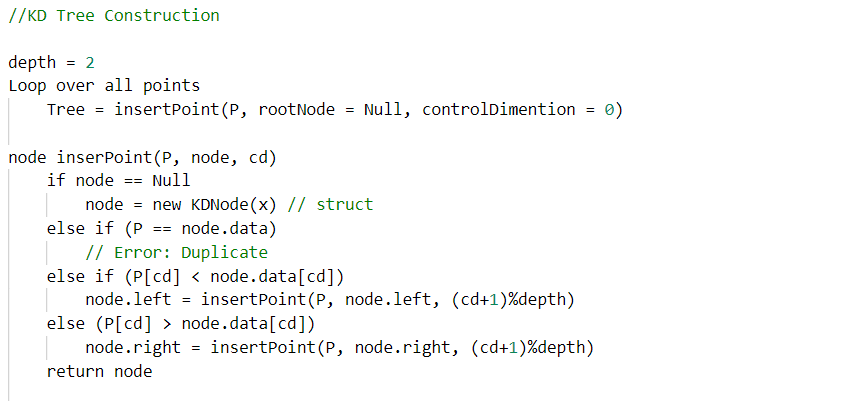 //KD Tree Construction
depth = 2
Loop over all points
Tree = insertPoint(P, rootNode = Null, controlDimention = 0)
node inserPoint(P, node, cd)
if node == Null
node = new KDNode(x) // struct
else if (P == node.data)
// Error: Duplicate
else if (P[cd] < node.data[cd])
node.left = insertPoint(P, node.left, (cd+1)%depth)
else (P[cd] > node.data[cd])
node.right = insertPoint(P, node.right, (cd+1)%depth)
return node